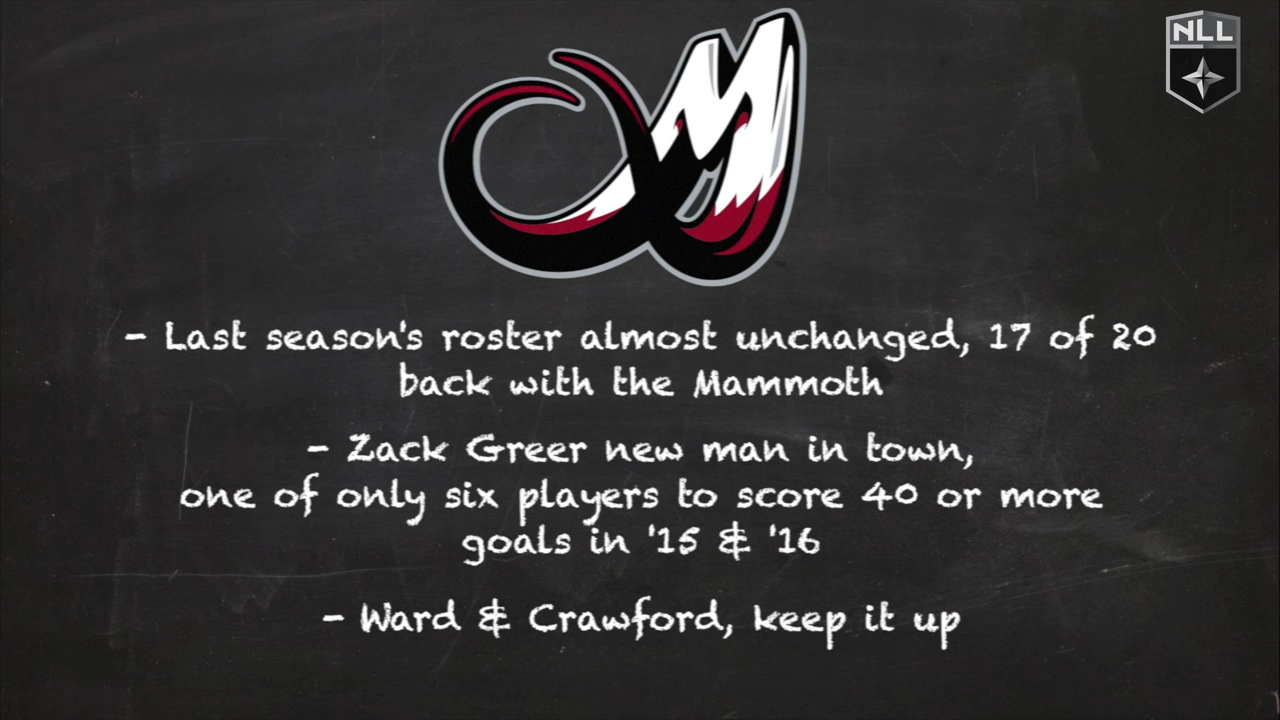 NLL
- Last season's roster almost unchanged, 17 of 20
back with the Mammoth
- Zack Greer new man in town,
one of only six players to score 40 or more
goals in '15 & '16
- Ward & Crawford, keep it up